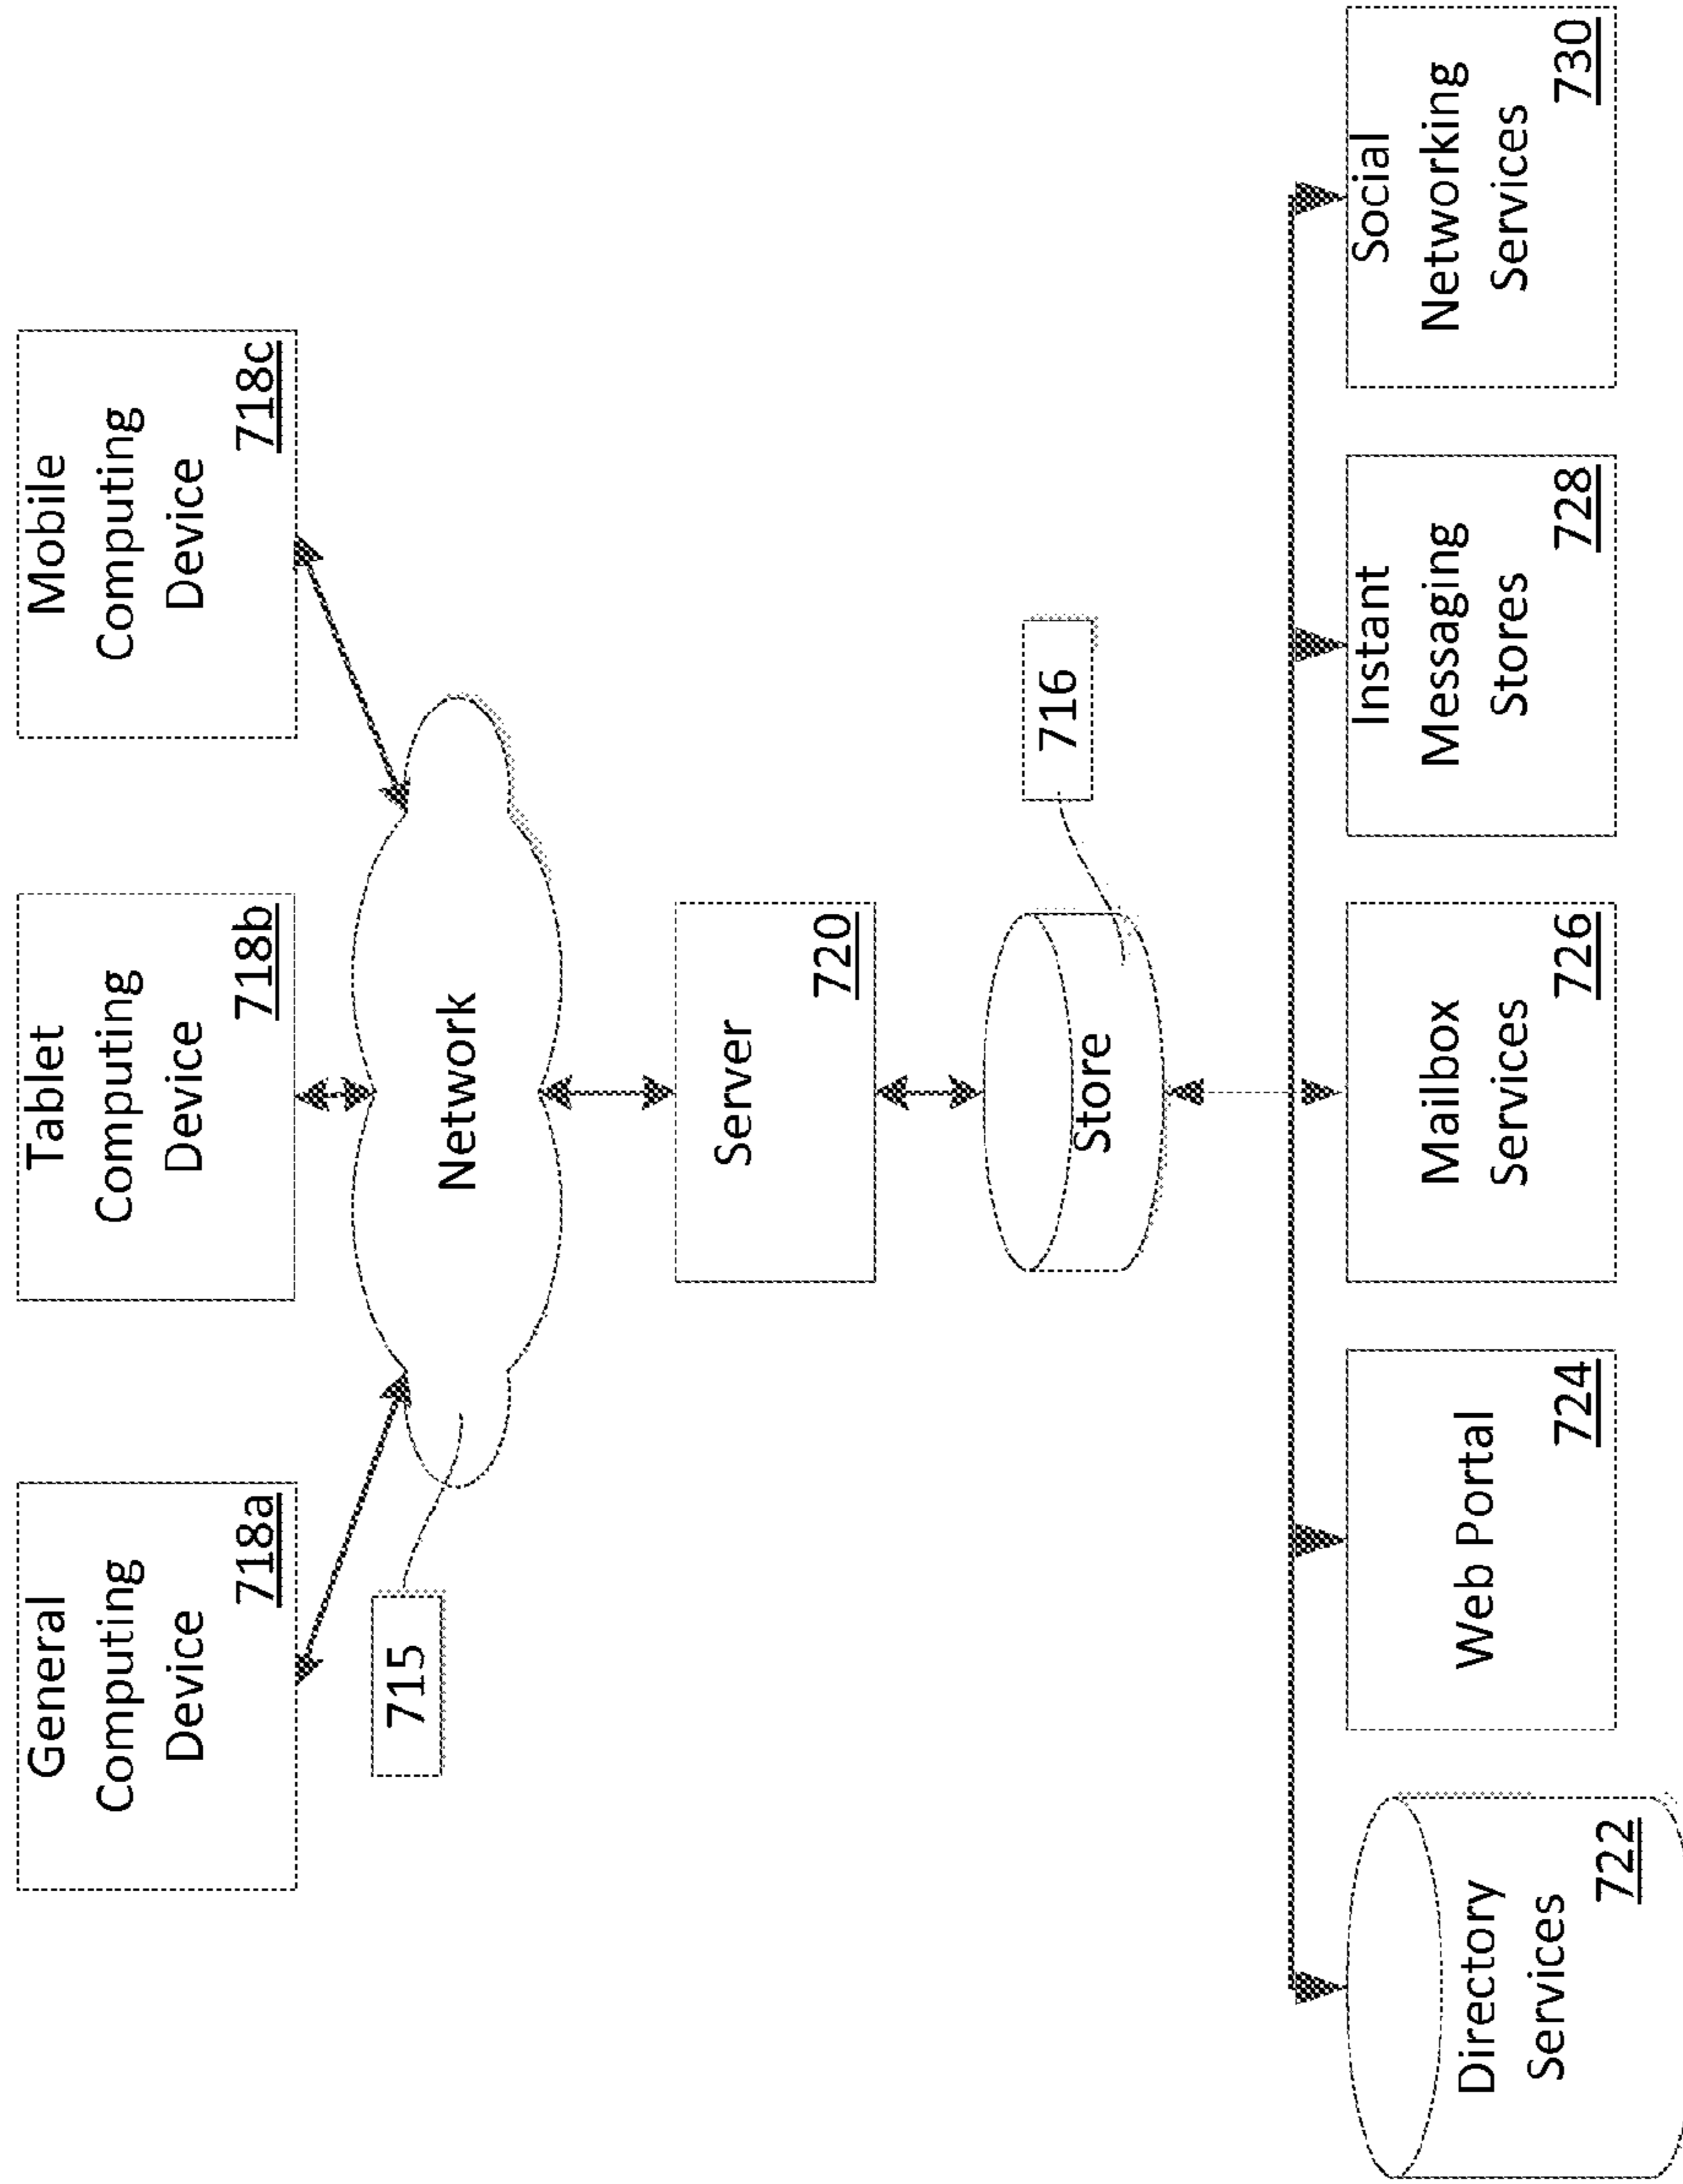 General
Computing
Device
718a
Tablet
Computing
Device
718b
Mobile
Computing
Device
718c
715
Network
Server
720
Store
716
Directory
Services
722
Web Portal
724
Mailbox
Services
726
Instant
Messaging
Stores
728
Social
Networking
Services
730